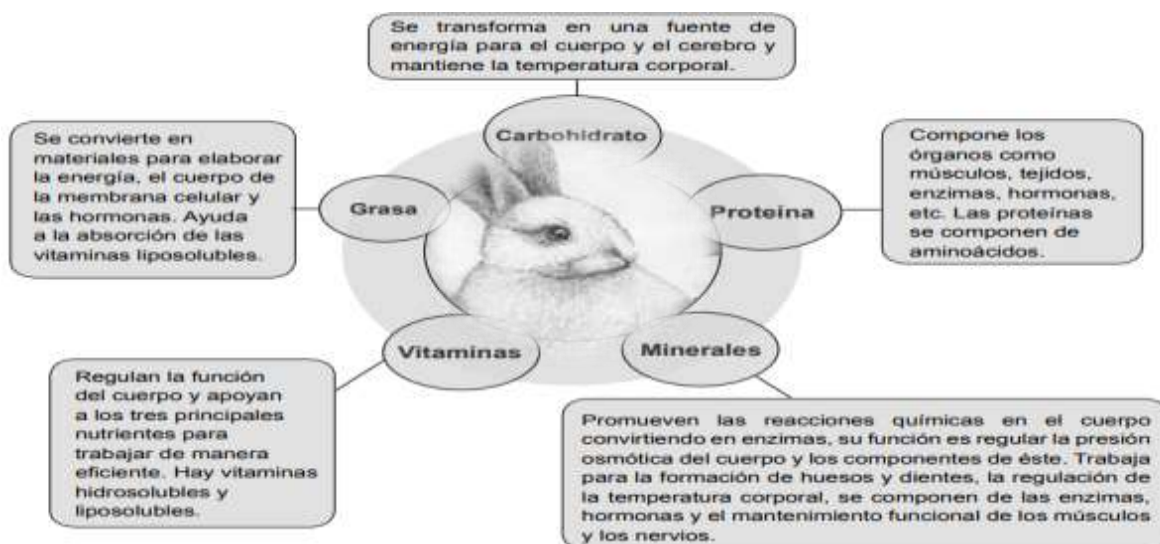 Se transforma en una fuente de
energía para el cuerpo y el cerebro y
mantiene la temperatura corporal.
Carbohidrato
Se convierte en
materiales para elaborar
la energía, el cuerpo de
la membrana celular y
las hormonas. Ayuda
a la absorción de las
vitaminas liposolubles.
Grasa
Proteína
Compone los
órganos como
músculos, tejidos,
enzimas, hormonas,
etc. Las proteínas
se componen de
aminoácidos.
Vitaminas
Minerales
Regulan la función
del cuerpo y apoyan
a los tres principales
nutrientes para
trabajar de manera
eficiente. Hay vitaminas
hidrosolubles y
liposolubles.
Promueven las reacciones químicas en el cuerpo
convirtiendo en enzimas, su función es regular la presión
osmótica del cuerpo y los componentes de éste. Trabaja
para la formación de huesos y dientes, la regulación de
la temperatura corporal, se componen de las enzimas,
hormonas y el mantenimiento funcional de los músculos
y los nervios.